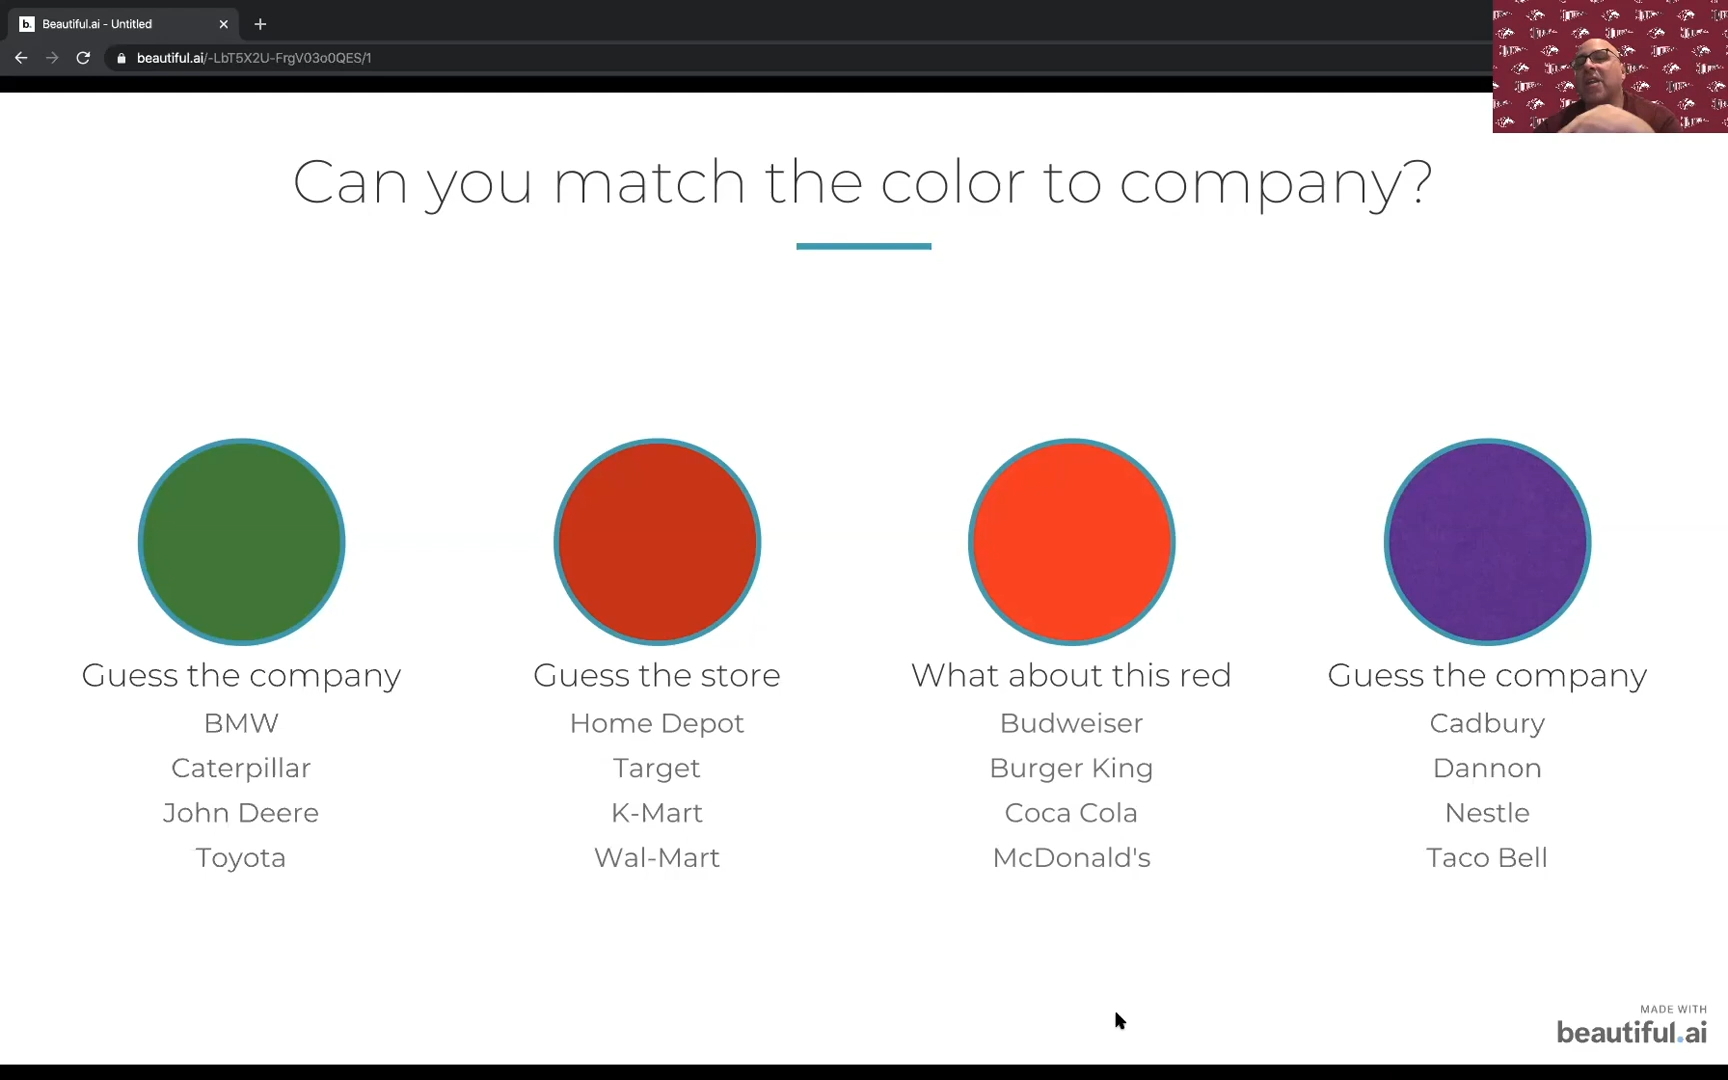 Beautiful.ai - Untitled
beautiful.ai/-LbT5X2U-FrgV03o0QES/1
Can you match the color to company?
Guess the company
BMW
Caterpillar
John Deere
Toyota
Guess the store
Home Depot
Target
K-Mart
Wal-Mart
What about this red
Budweiser
Burger King
Coca Cola
McDonald's
Guess the company
Cadbury
Dannon
Nestle
Taco Bell
MADE WITH
beautiful.ai